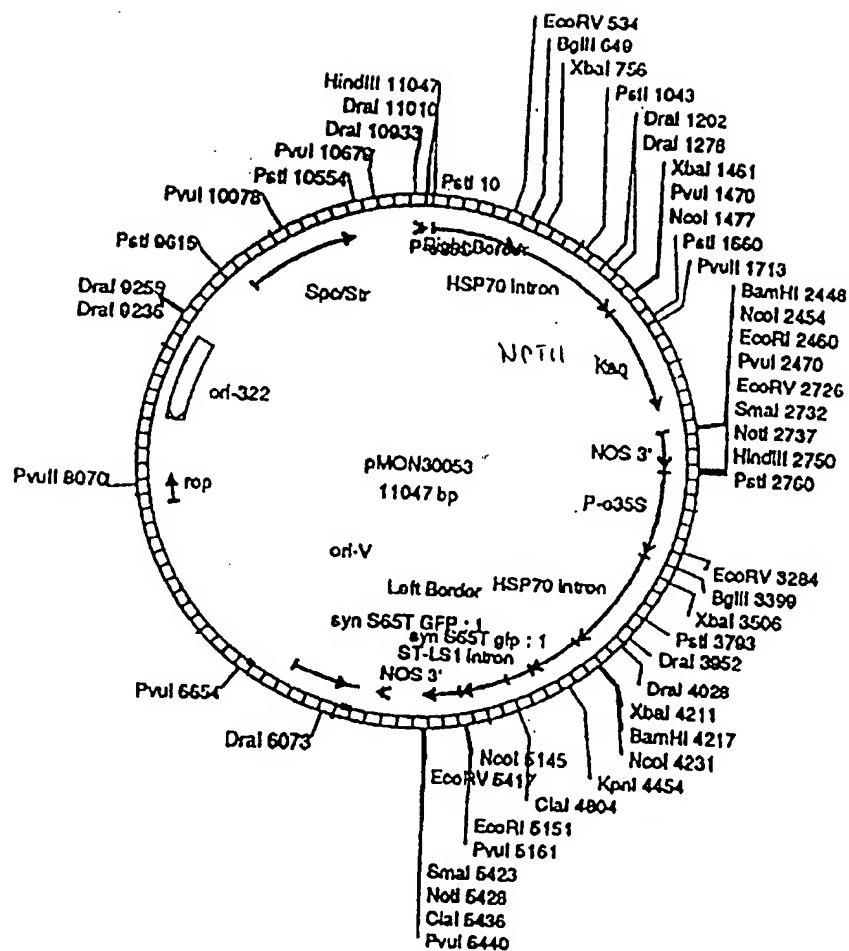 EcoRV 534
BglII 649
XbaI 756
PstI 1043
DraI 1202
DraI 1278
XbaI 1461
PvuI 1470
NcoI 1477
PstI 1660
PvuII 1713
BamHI 2448
NcoI 2454
EcoRI 2460
PvuI 2470
EcoRV 2726
SmaI 2732
NotI 2737
HindIII 2750
PstI 2760
EcoRV 3284
BglII 3399
XbaI 3506
PstI 3793
DraI 3952
DraI 4028
XbaI 4211
BamHI 4217
NcoI 4231
KpnI 4454
ClaI 4804
NcoI 5145
EcoRI 5151
PvuI 5161
EcoRV 5417
SmaI 5423
NotI 5428
ClaI 5436
PvuI 5440
DraI 6073
PvuI 6654
PvuII 8070
DraI 9236
DraI 9259
PstI 9615
PvuI 10078
PstI 10554
PvuI 10679
DraI 10933
DraI 11010
HindIII 11047
PstI 10
Right Border
HSP70 Intron
NPTII
Kan
NOS 3'
P-e35S
HSP70 Intron
syn S65T GFP : 1
syn S65T gfp : 1
ST-LS1 Intron
NOS 3'
Left Border
ori-V
rop
ori-322
Spc/Str
pMON30053
11047 bp